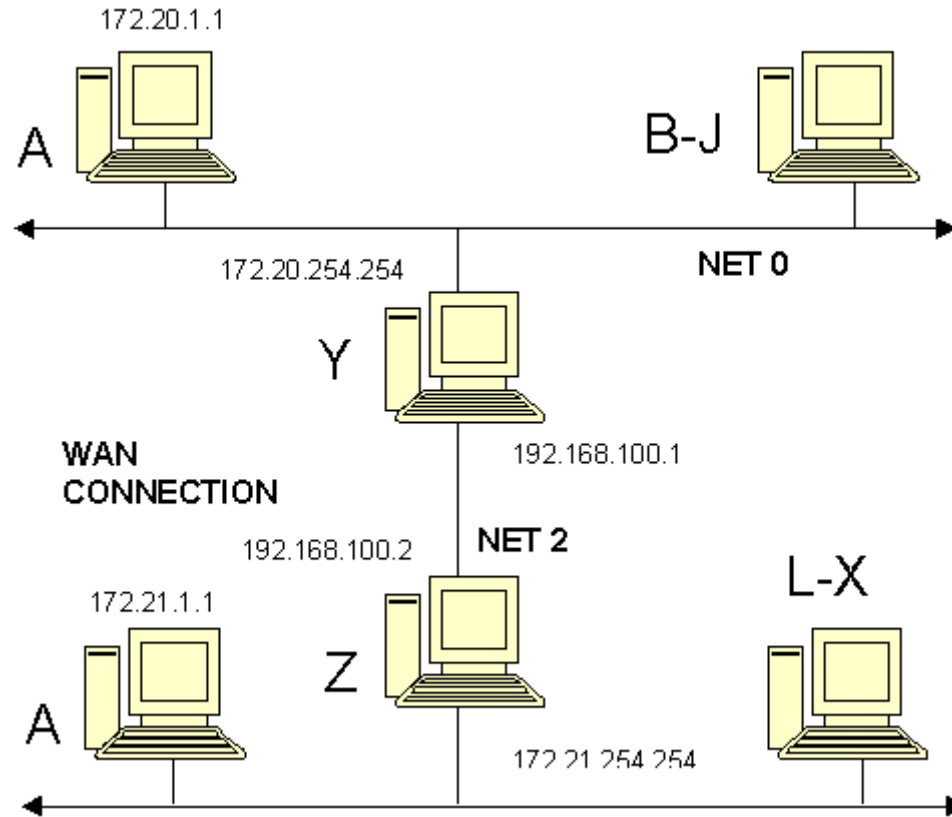 172.20.1.1
A
B-J
172.20.254.254
NET 0
Y
192.168.100.1
WAN
CONNECTION
192.168.100.2
NET 2
172.21.1.1
L-X
A
Z
172.21.254.254